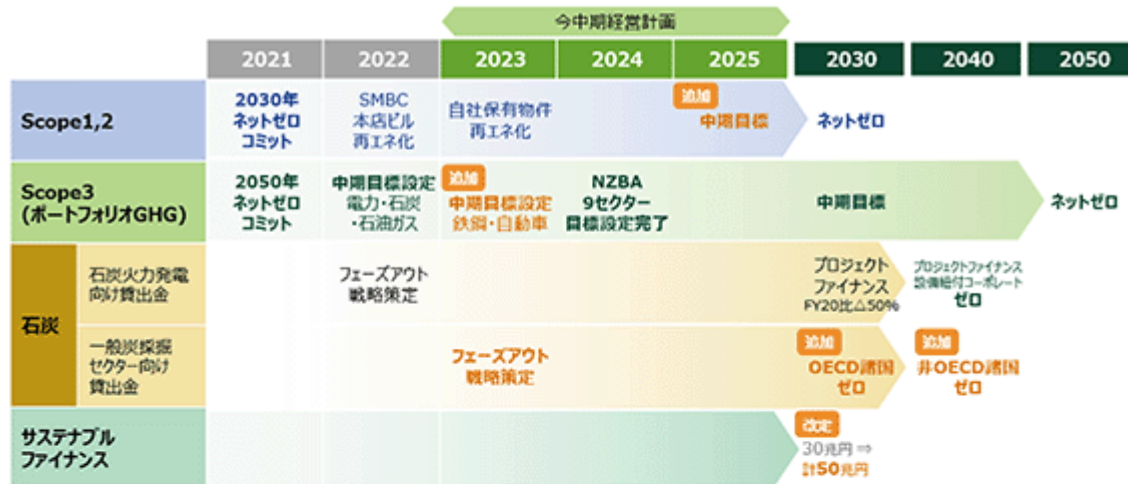 今中期経営計画
2021 2022 2023 2024 2025 2030 2040 2050
Scope1,2
2030年
ネットゼロ
コミット
SMBC
本店ビル
再エネ化
自社保有物件
再エネ化
追加
中期目標
ネットゼロ
Scope3
(ポートフォリオGHG)
2050年
ネットゼロ
コミット
中期目標設定
電力・石炭
・石油ガス
追加
中期目標設定
鉄鋼・自動車
NZBA
9セクター
目標設定完了
中期目標
ネットゼロ
石炭
石炭火力発電
向け貸出金
フェーズアウト
戦略策定
プロジェクト
ファイナンス
FY20比△50%
プロジェクトファイナンス
設備紐付コーポレート
ゼロ
一般炭採掘
セクター向け
貸出金
フェーズアウト
戦略策定
追加
OECD諸国
ゼロ
追加
非OECD諸国
ゼロ
サステナブル
ファイナンス
改定
30兆円 ⇒
計50兆円